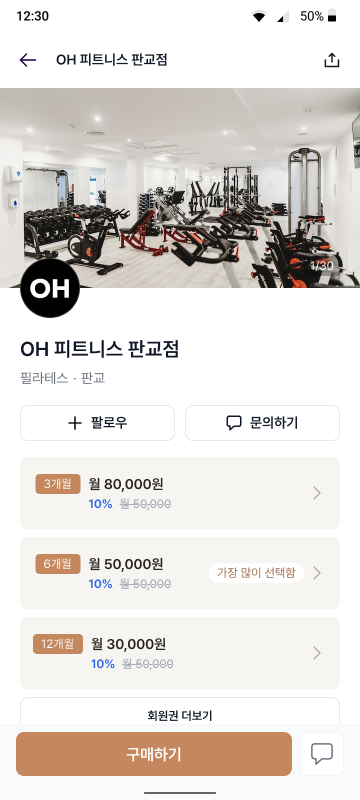 12:30
50%
OH 피트니스 판교점
1/30
OH
OH 피트니스 판교점
필라테스 · 판교
팔로우
문의하기
3개월 월 80,000원
10% 월 50,000
6개월 월 50,000원
10% 월 50,000
가장 많이 선택함
12개월 월 30,000원
10% 월 50,000
회원권 더보기
구매하기